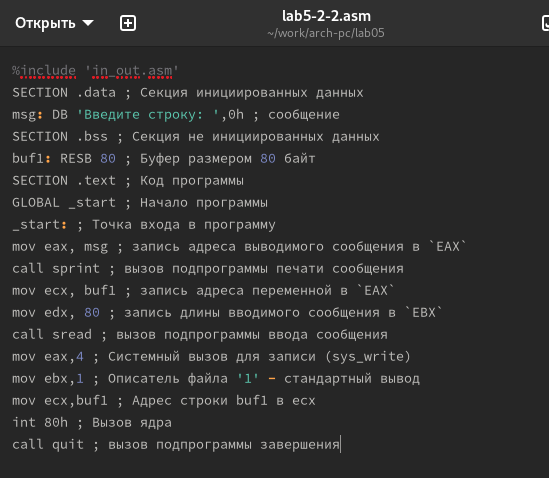 Открыть
lab5-2-2.asm
~/work/arch-pc/lab05
%include 'in_out.asm'
SECTION .data ; Секция инициированных данных
msg: DB 'Введите строку: ',0h ; сообщение
SECTION .bss ; Секция не инициированных данных
buf1: RESB 80 ; Буфер размером 80 байт
SECTION .text ; Код программы
GLOBAL _start ; Начало программы
_start: ; Точка входа в программу
mov eax, msg ; запись адреса выводимого сообщения в `EAX`
call sprint ; вызов подпрограммы печати сообщения
mov ecx, buf1 ; запись адреса переменной в `EAX`
mov edx, 80 ; запись длины вводимого сообщения в `EBX`
call sread ; вызов подпрограммы ввода сообщения
mov eax,4 ; Системный вызов для записи (sys_write)
mov ebx,1 ; Описатель файла '1' - стандартный вывод
mov ecx,buf1 ; Адрес строки buf1 в ecx
int 80h ; Вызов ядра
call quit ; вызов подпрограммы завершения